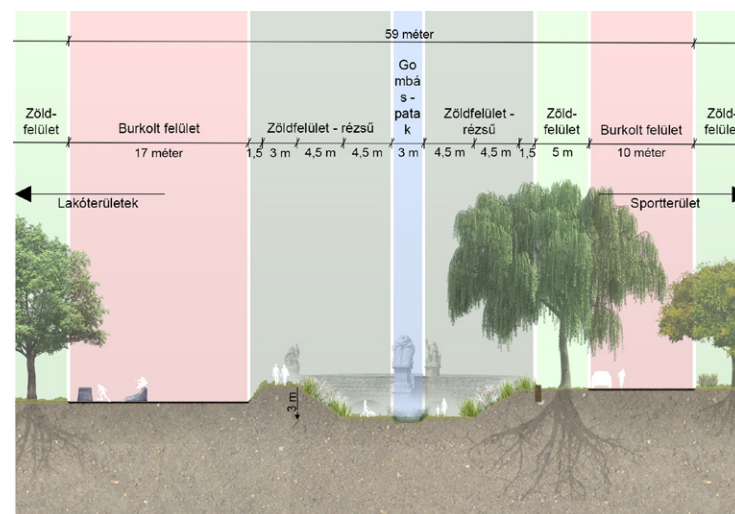 59 méter
Go
mbá
s -
pata
k
Zöld-
felület
Burkolt felület
Zöldfelület - rézsű
Zöldfelület -
rézsű
Zöld-
felület
Burkolt felület
Zöld-
felület
17 méter
1,5
3 m
4,5 m
4,5 m
3 m
4,5 m
4,5 m
1,5
5 m
10 méter
Lakóterületek
Sportterület
3 m